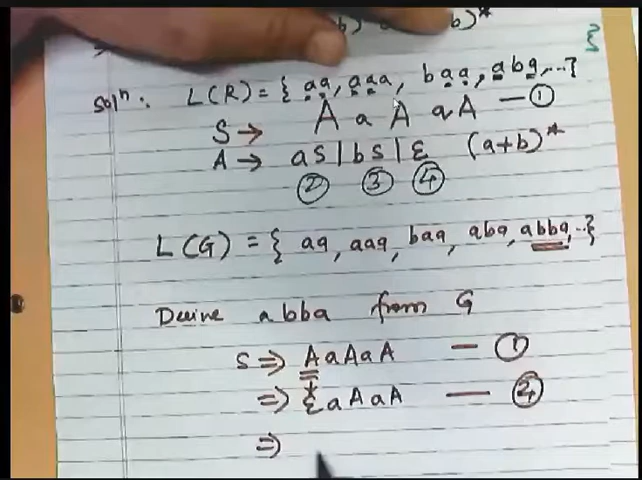 b) )*
}
Solⁿ: L(R) = { aa, aaa, baa, aba, ...}
S → A a A a A — ①
A → aS | bS | ε (a+b)*
② ③ ④
L(G) = { aa, aaa, baa, aba, abba, ..}
Derive abba from G
S ⇒ AaAaA — ①
⇒ ε a A a A — ④
⇒